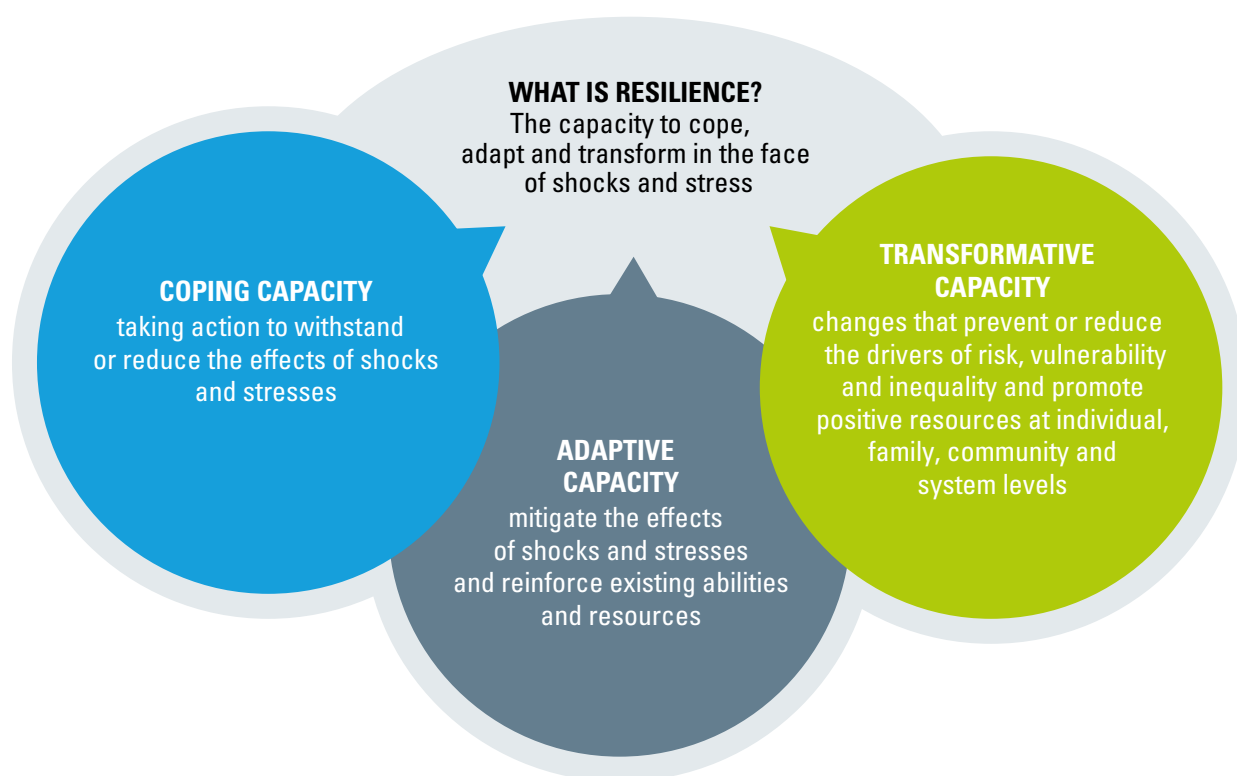 WHAT IS RESILIENCE?
The capacity to cope,
adapt and transform in the face
of shocks and stress
COPING CAPACITY
taking action to withstand
or reduce the effects of shocks
and stresses
ADAPTIVE
CAPACITY
mitigate the effects
of shocks and stresses
and reinforce existing abilities
and resources
TRANSFORMATIVE
CAPACITY
changes that prevent or reduce
the drivers of risk, vulnerability
and inequality and promote
positive resources at individual,
family, community and
system levels